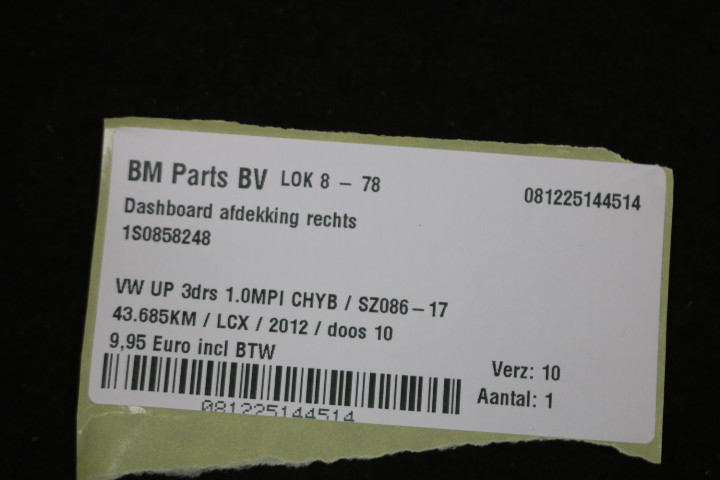 BM Parts BV LOK 8 - 78
081225144514
Dashboard afdekking rechts
1S0858248
VW UP 3drs 1.0MPI CHYB / SZ086-17
43.685KM / LCX / 2012 / doos 10
9,95 Euro incl BTW
Verz: 10
Aantal: 1
081225144514